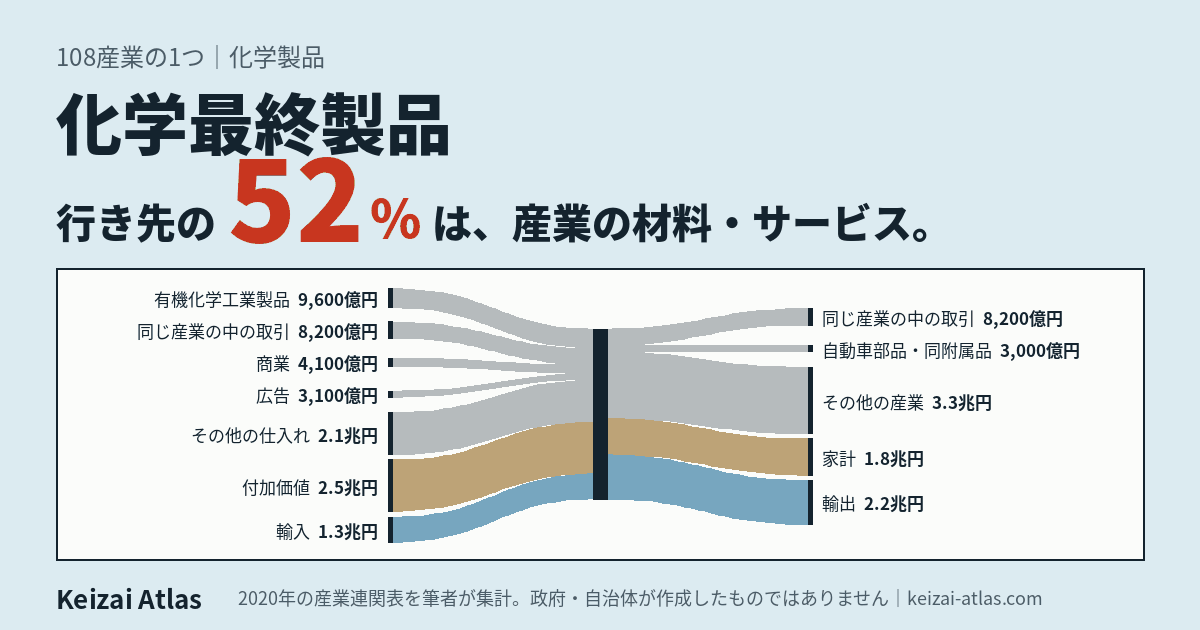 108産業の1つ｜化学製品
化学最終製品
行き先の 52% は、産業の材料・サービス。
有機化学工業製品 9,600億円
同じ産業の中の取引 8,200億円
商業 4,100億円
広告 3,100億円
その他の仕入れ 2.1兆円
付加価値 2.5兆円
輸入 1.3兆円
同じ産業の中の取引 8,200億円
自動車部品・同附属品 3,000億円
その他の産業 3.3兆円
家計 1.8兆円
輸出 2.2兆円
Keizai Atlas
2020年の産業連関表を筆者が集計。政府・自治体が作成したものではありません｜keizai-atlas.com